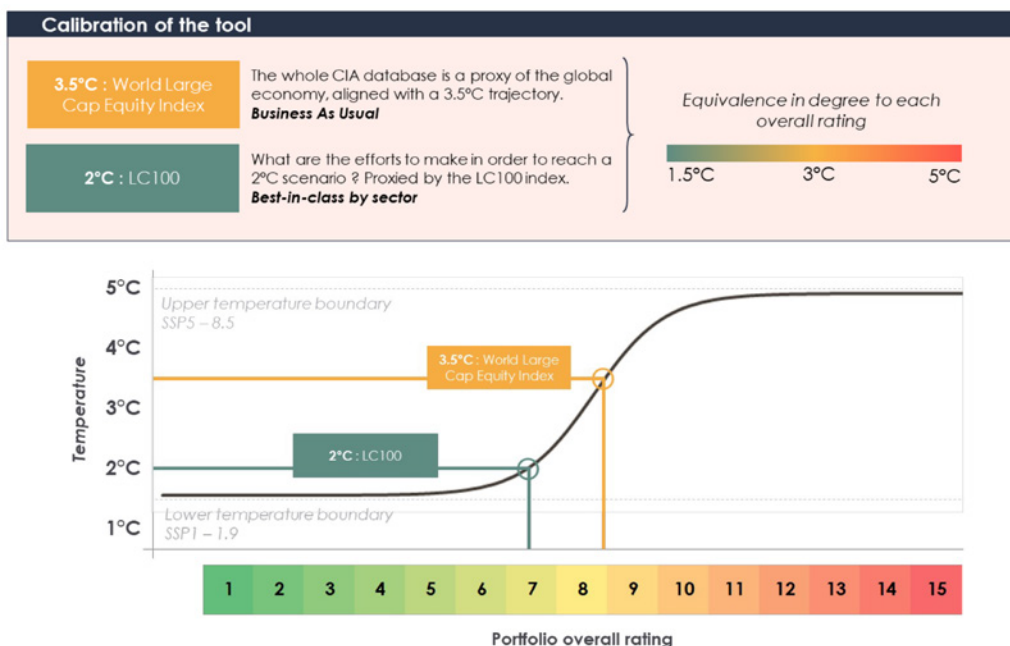 Calibration of the tool
3.5°C : World Large
Cap Equity Index
The whole CIA database is a proxy of the global
economy, aligned with a 3.5°C trajectory.
Business As Usual
2°C : LC100
What are the efforts to make in order to reach a
2°C scenario ? Proxied by the LC100 index.
Best-in-class by sector
Equivalence in degree to each
overall rating
1.5°C 3°C 5°C
5°C
Upper temperature boundary
SSP5 – 8.5
4°C
3.5°C : World Large
Cap Equity Index
3°C
Temperature
2°C
2°C : LC100
Lower temperature boundary
SSP1 – 1.9
1°C
1 2 3 4 5 6 7 8 9 10 11 12 13 14 15
Portfolio overall rating